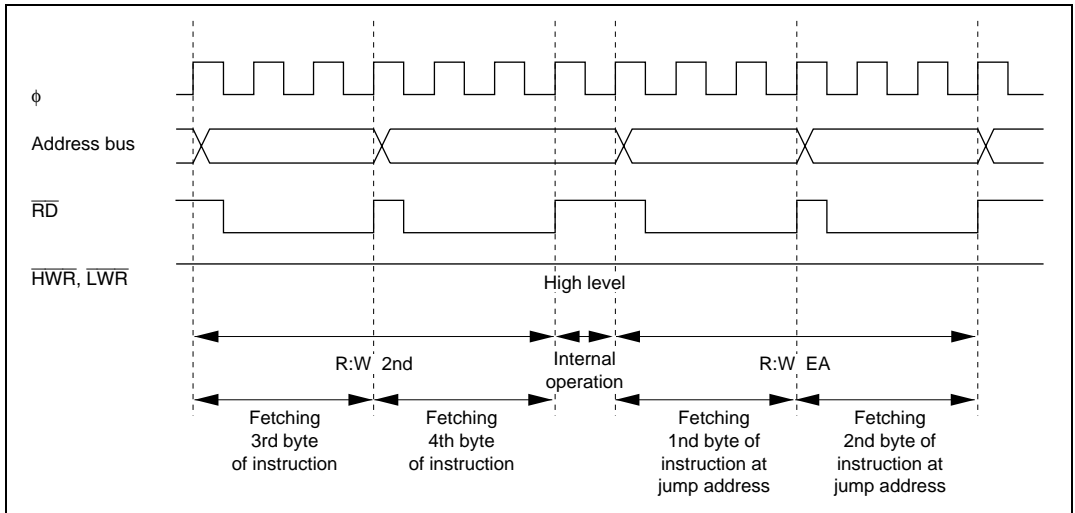 φ
Address bus
RD
HWR, LWR
High level
R:W 2nd
Internal
operation
R:W EA
Fetching
3rd byte
of instruction
Fetching
4th byte
of instruction
Fetching
1nd byte of
instruction at
jump address
Fetching
2nd byte of
instruction at
jump address